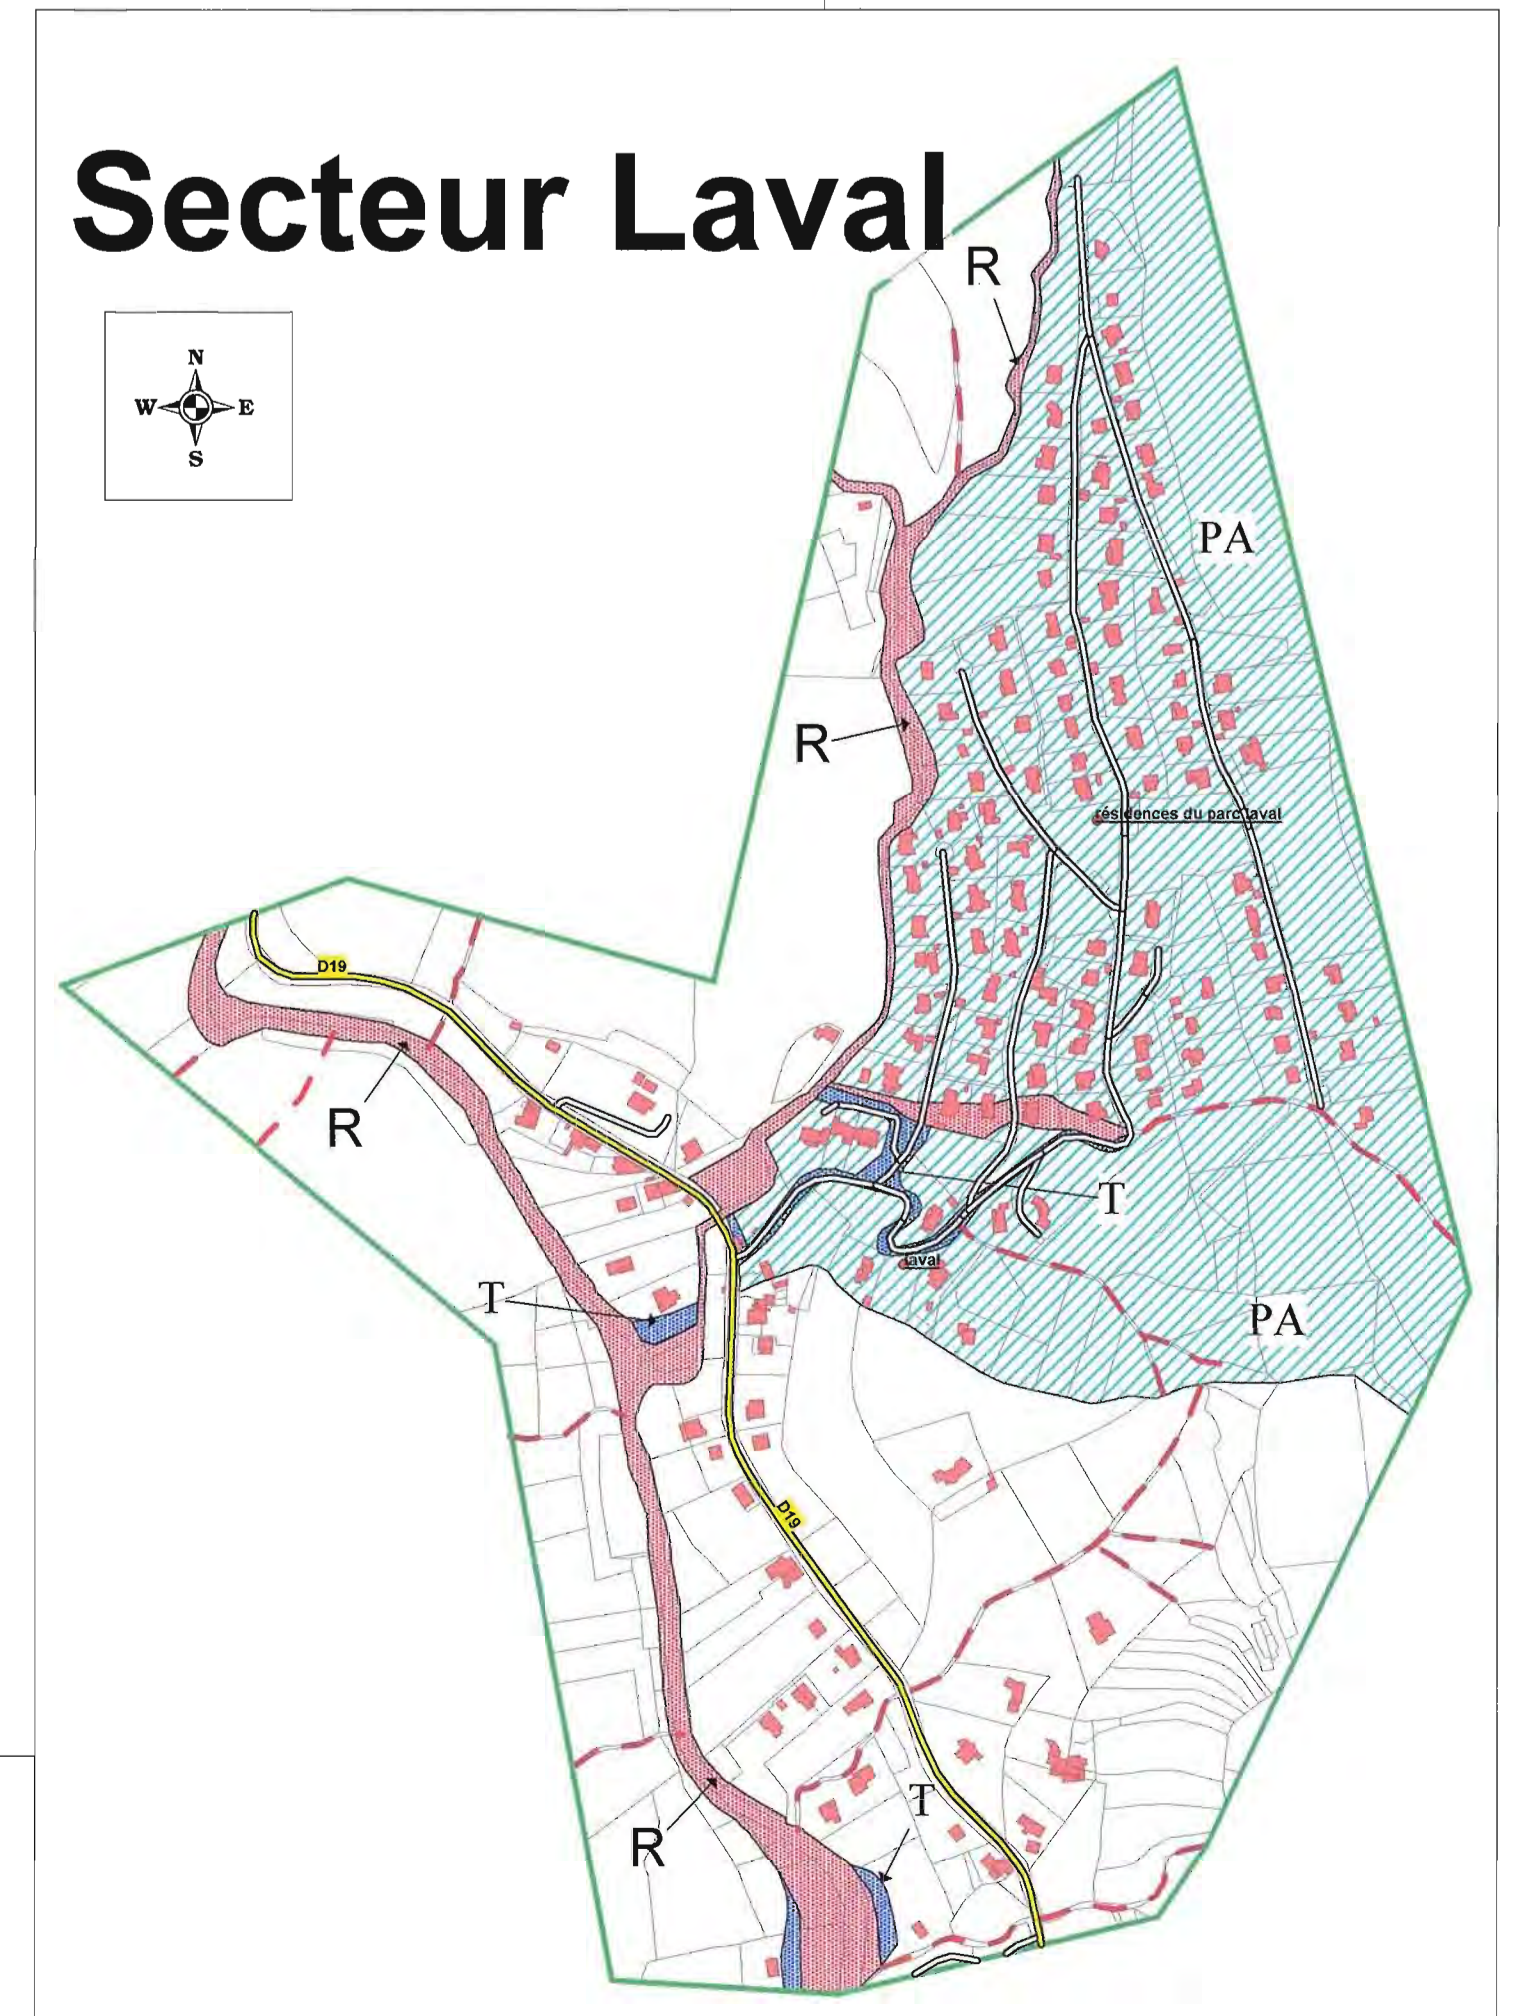 Secteur Laval
R
N
W E
S
PA
R
résidences du parc laval
D19
R
T
T
laval
PA
D19
T
R